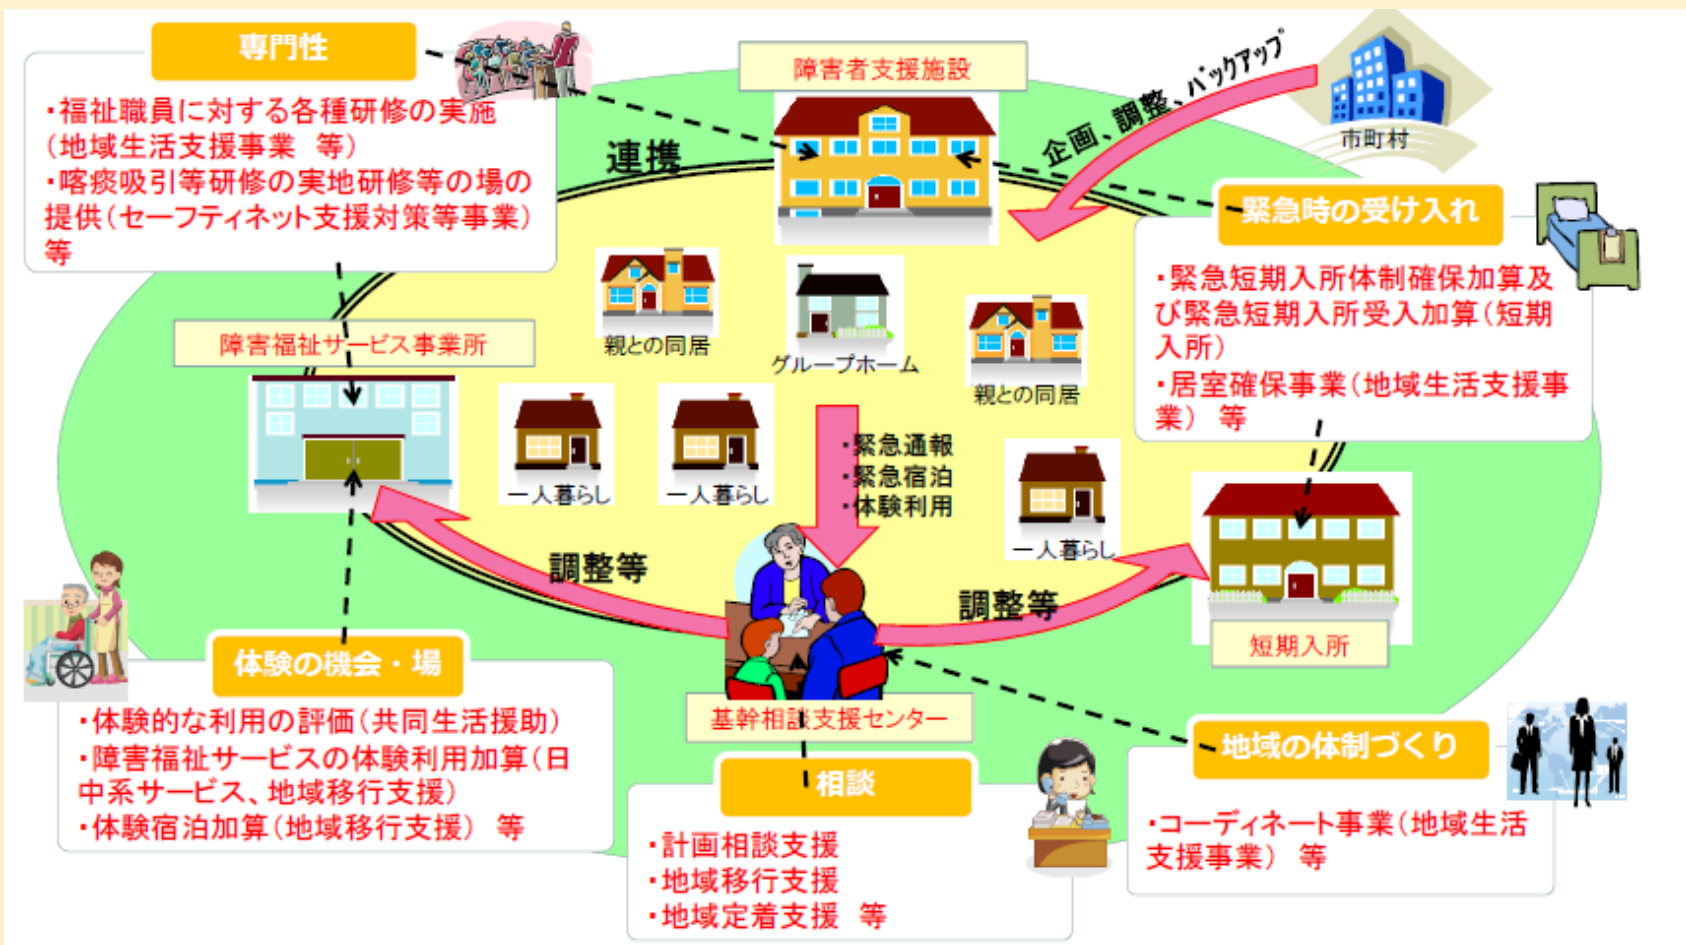 専門性
・福祉職員に対する各種研修の実施
（地域生活支援事業　等）
・喀痰吸引等研修の実地研修等の場の
提供（セーフティネット支援対策等事業）
等
障害者支援施設
企画、調整、バックアップ
市町村
連携
緊急時の受け入れ
・緊急短期入所体制確保加算及
び緊急短期入所受入加算（短期
入所）
・居室確保事業（地域生活支援事
業）　等
障害福祉サービス事業所
親との同居
グループホーム
親との同居
一人暮らし
一人暮らし
・緊急通報
・緊急宿泊
・体験利用
一人暮らし
調整等
調整等
短期入所
基幹相談支援センター
体験の機会・場
・体験的な利用の評価（共同生活援助）
・障害福祉サービスの体験利用加算（日
中系サービス、地域移行支援）
・体験宿泊加算（地域移行支援）　等
相談
・計画相談支援
・地域移行支援
・地域定着支援　等
地域の体制づくり
・コーディネート事業（地域生活
支援事業）　等